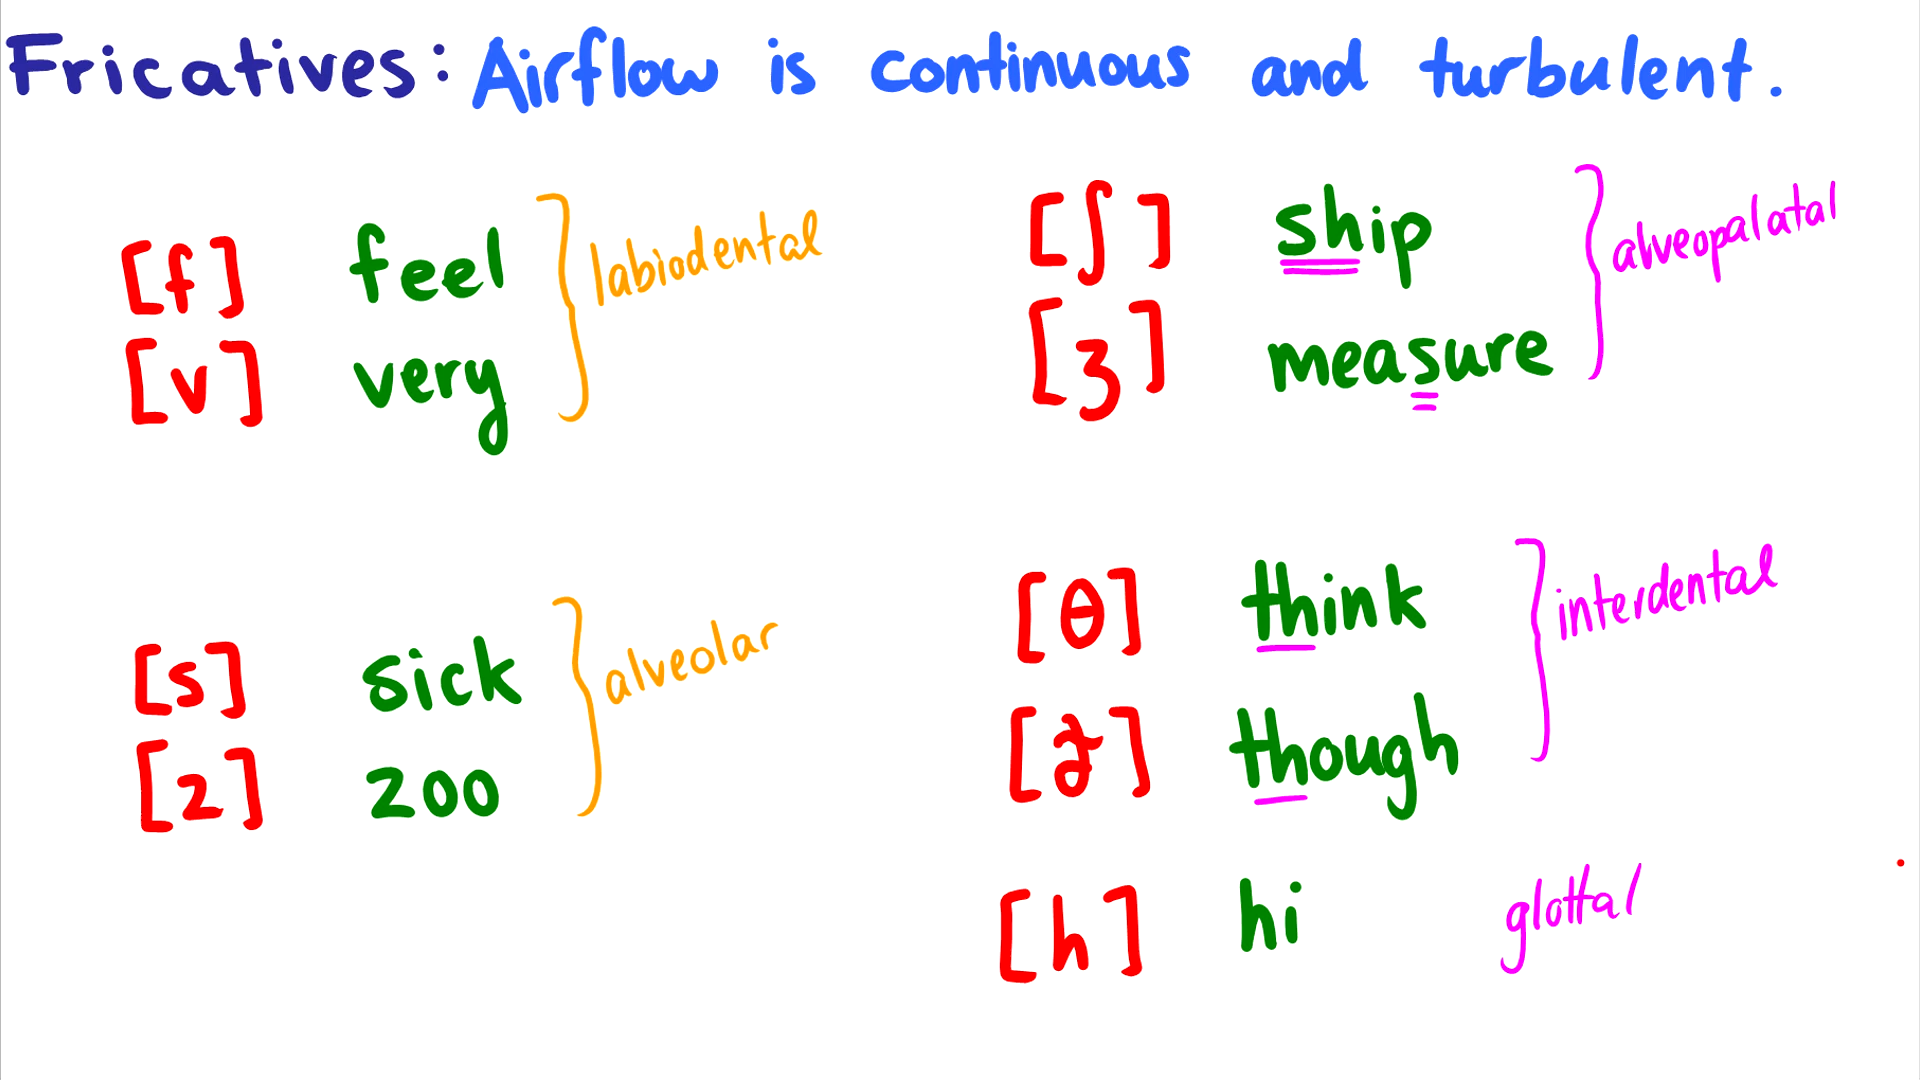 Fricatives: Airflow is continuous and turbulent.
[f] feel
[v] very
labiodental
[s] sick
[z] zoo
alveolar
[ʃ] ship
[ʒ] measure
alveopalatal
[θ] think
[ð] though
interdental
[h] hi glottal